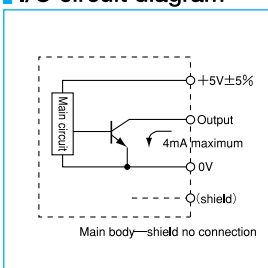 I/O circuit diagram
+5V±5%
Main circuit
Output
4mA maximum
0V
(shield)
Main body—shield no connection